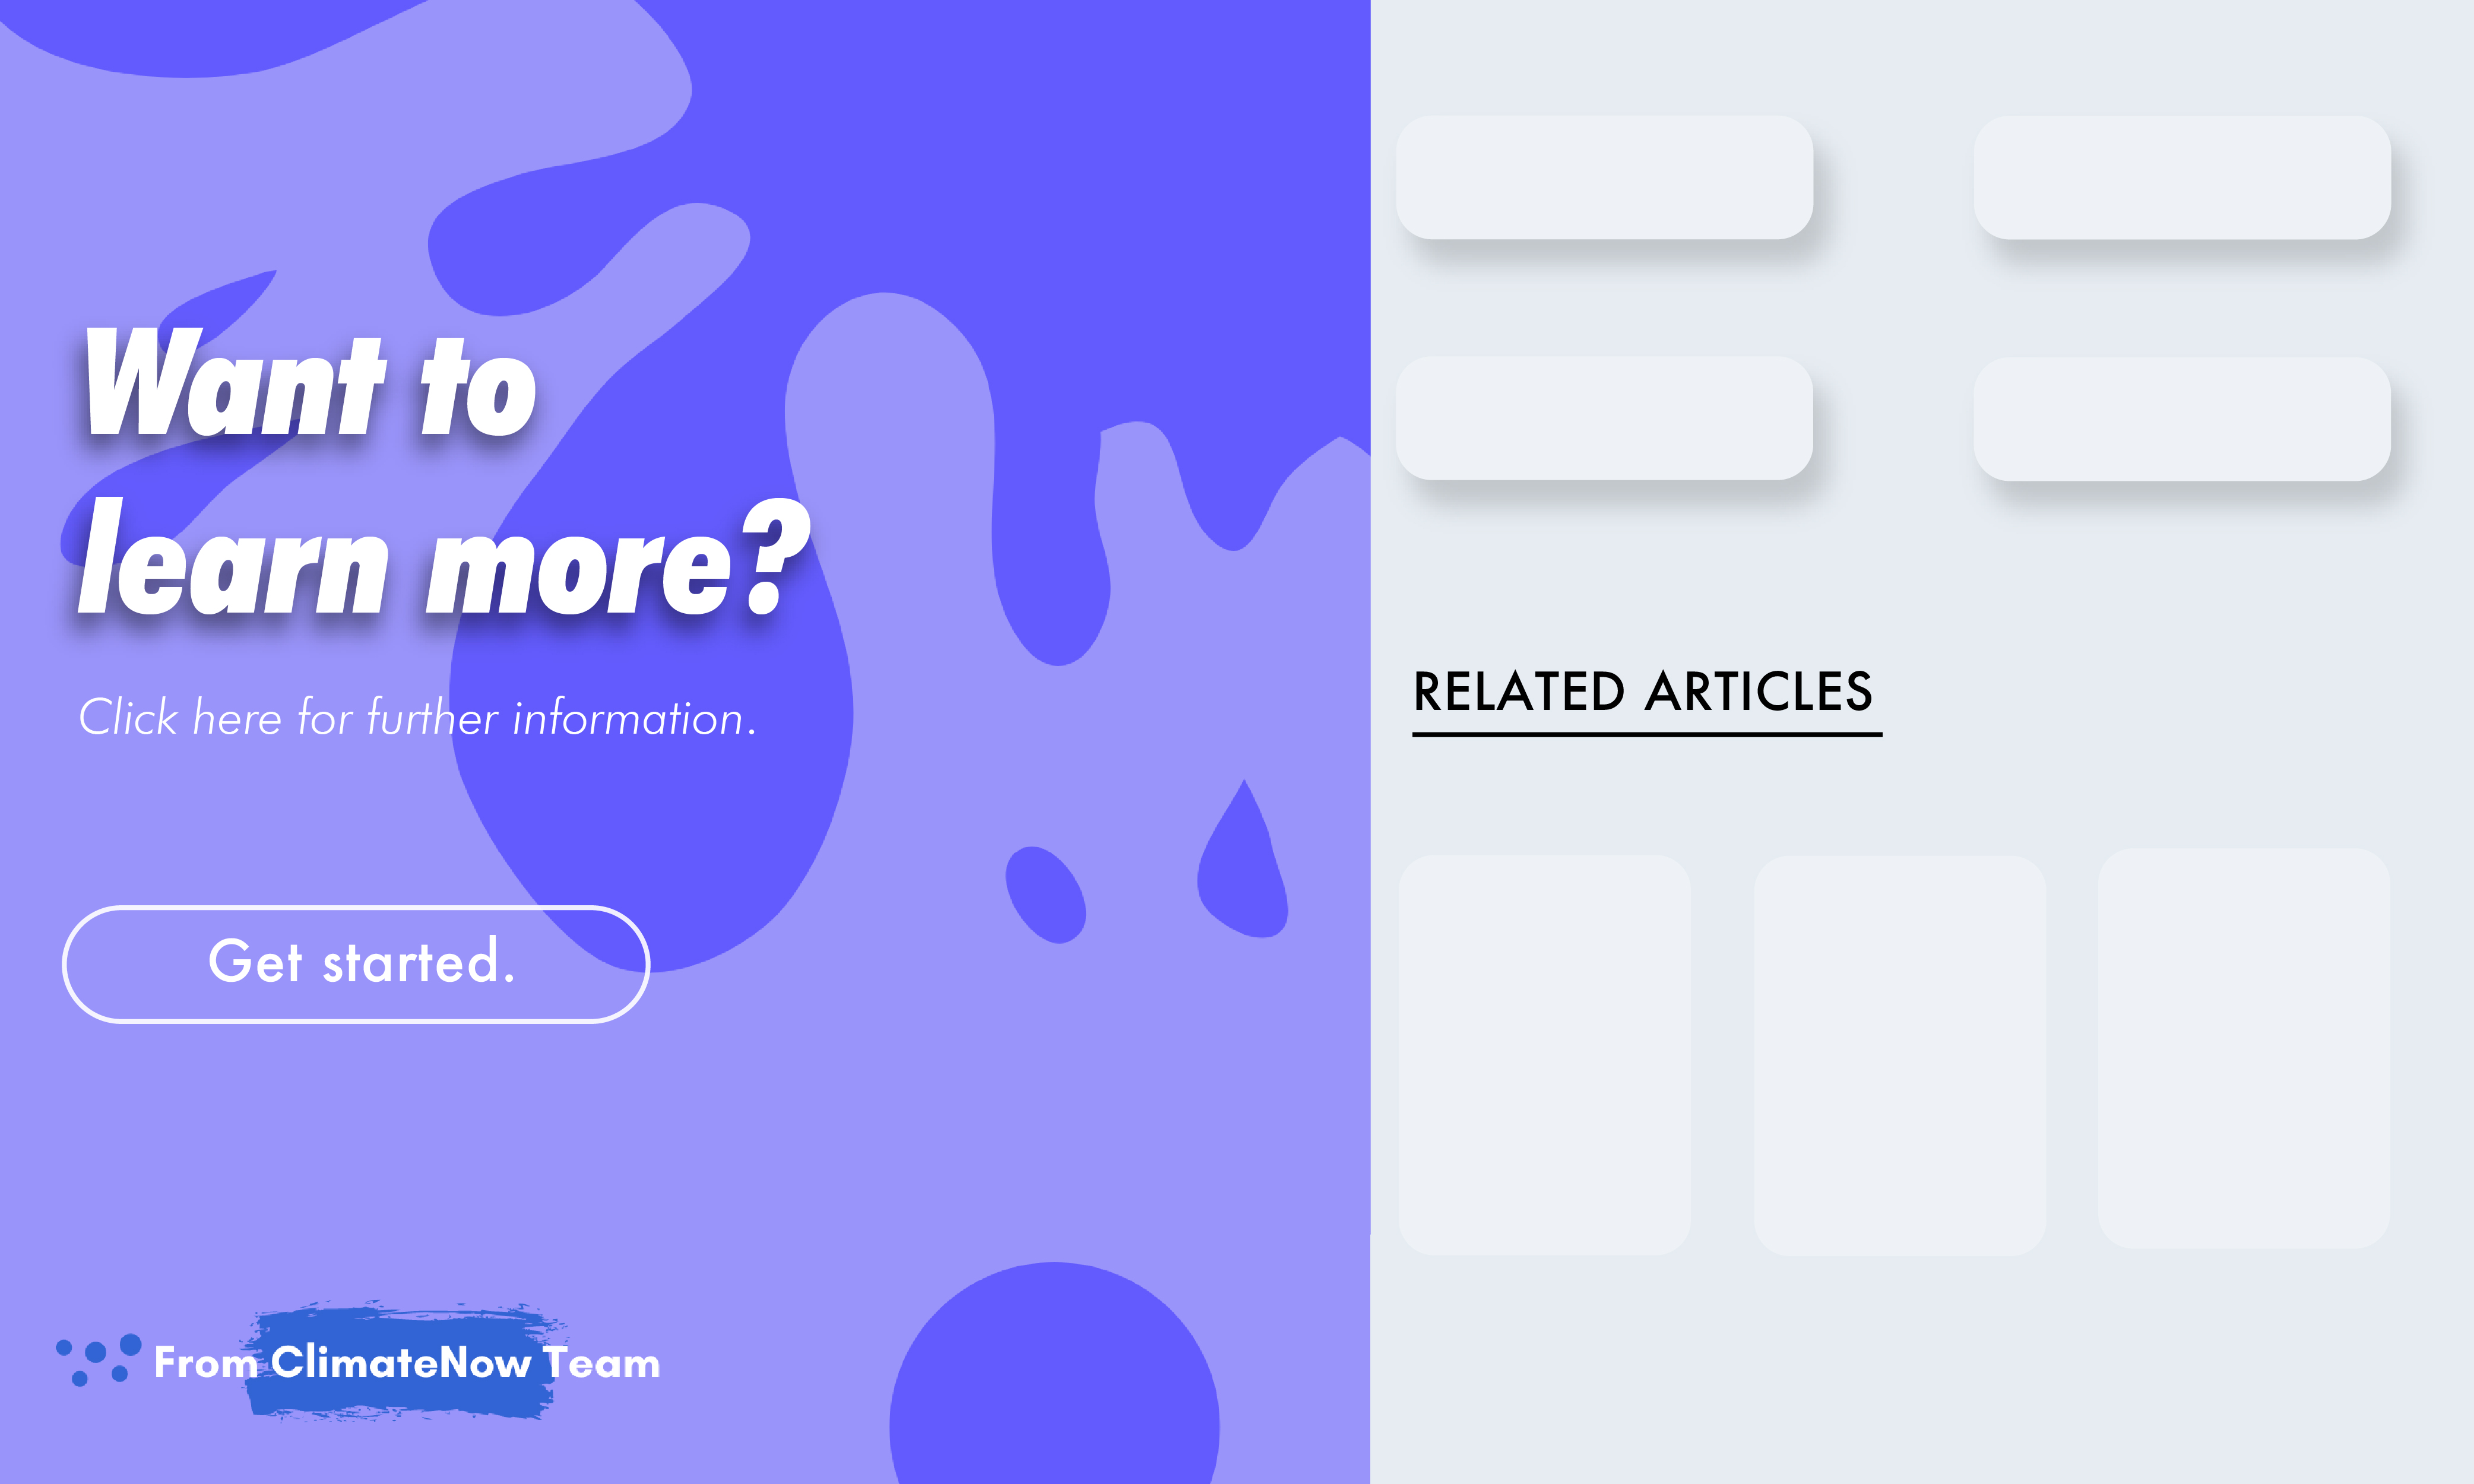 Want to
learn more?
Click here for further information.
Get started.
From ClimateNow Team
RELATED ARTICLES